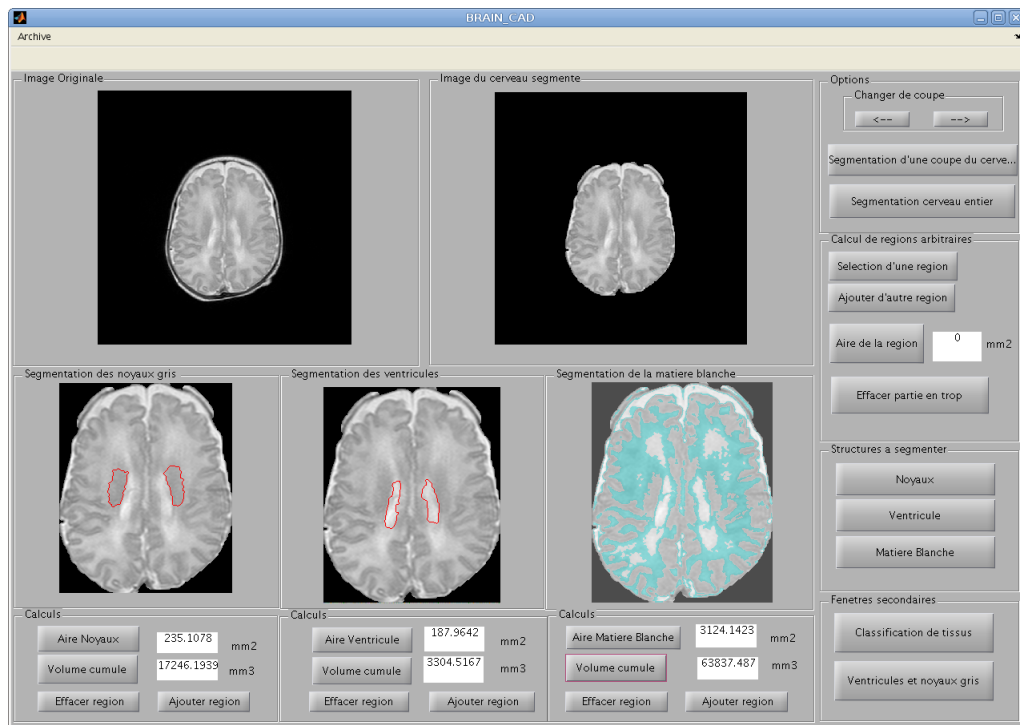 BRAIN_CAD
Archive
Image Originale
Image du cerveau segmente
Options
Changer de coupe
<--
-->
Segmentation d'une coupe du cerve...
Segmentation cerveau entier
Calcul de regions arbitraires
Selection d'une region
Ajouter d'autre region
Aire de la region
0
mm2
Effacer partie en trop
Segmentation des noyaux gris
Segmentation des ventricules
Segmentation de la matiere blanche
Structures a segmenter
Noyaux
Ventricule
Matiere Blanche
Calculs
Aire Noyaux
235.1078
mm2
Volume cumule
17246.1939
mm3
Effacer region
Ajouter region
Calculs
Aire Ventricule
187.9642
mm2
Volume cumule
3304.5167
mm3
Effacer region
Ajouter region
Calculs
Aire Matiere Blanche
3124.1423
mm2
Volume cumule
63837.487
mm3
Effacer region
Ajouter region
Fenetres secondaires
Classification de tissus
Ventricules et noyaux gris